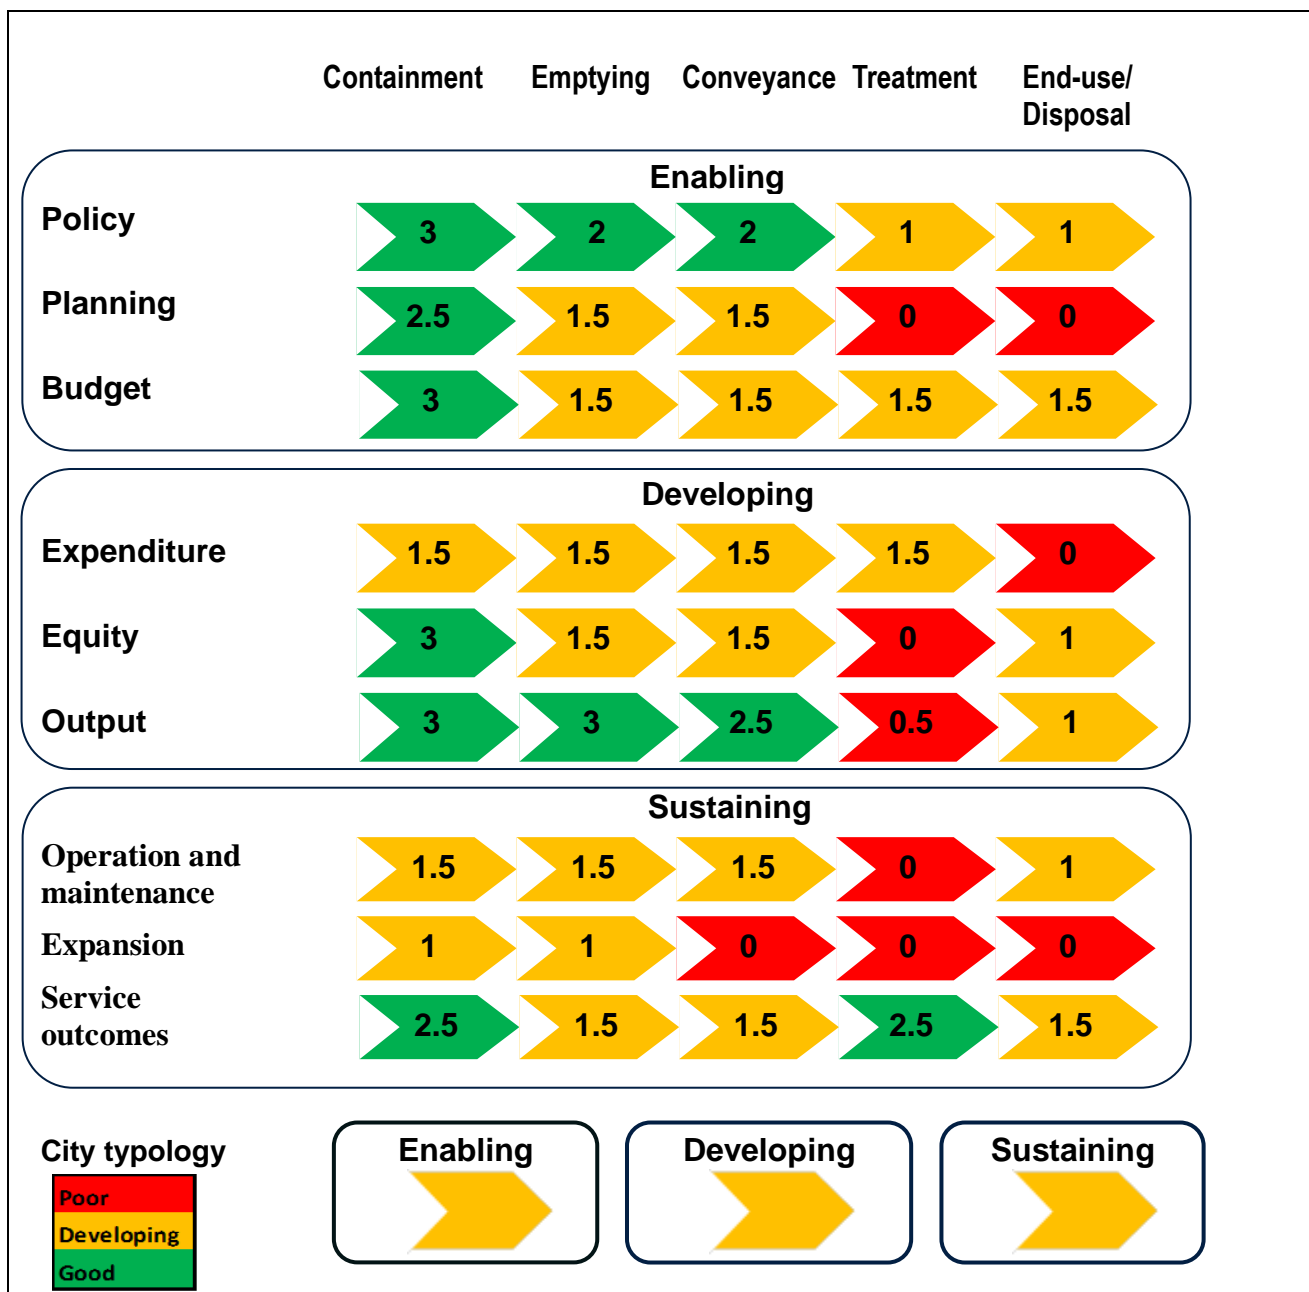 Containment Emptying Conveyance Treatment End-use/
Disposal
Enabling
Policy 3 2 2 1 1
Planning 2.5 1.5 1.5 0 0
Budget 3 1.5 1.5 1.5 1.5
Developing
Expenditure 1.5 1.5 1.5 1.5 0
Equity 3 1.5 1.5 0 1
Output 3 3 2.5 0.5 1
Sustaining
Operation and
maintenance 1.5 1.5 1.5 0 1
Expansion 1 1 0 0 0
Service
outcomes 2.5 1.5 1.5 2.5 1.5
City typology Enabling Developing Sustaining
Poor
Developing
Good